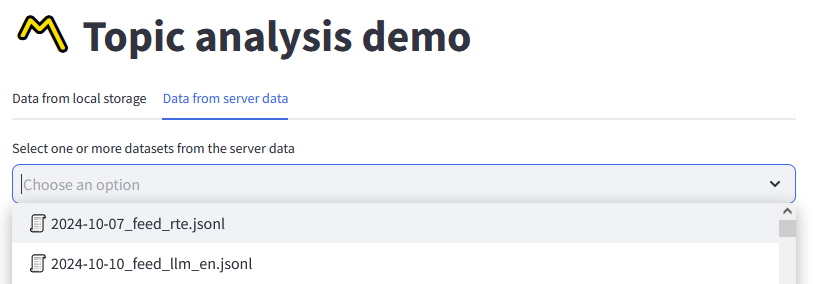 Topic analysis demo
Data from local storage Data from server data
Select one or more datasets from the server data
Choose an option
2024-10-07_feed_rte.jsonl
2024-10-10_feed_llm_en.jsonl